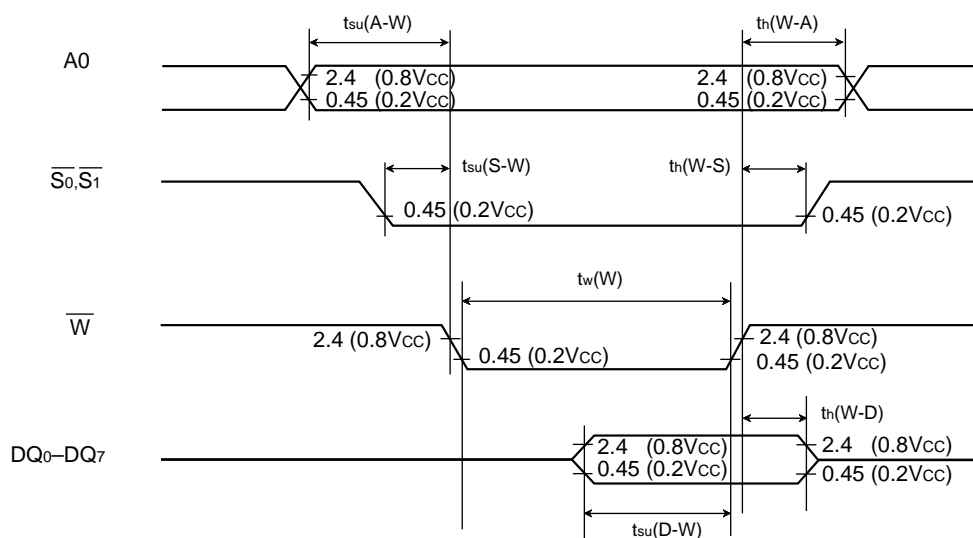 tsu(A-W) th(W-A)
A0
2.4 (0.8VCC) 2.4 (0.8VCC)
0.45 (0.2VCC) 0.45 (0.2VCC)
S0,S1 tsu(S-W) th(W-S)
0.45 (0.2VCC) 0.45 (0.2VCC)
tw(W)
W
2.4 (0.8VCC) 2.4 (0.8VCC)
0.45 (0.2VCC) 0.45 (0.2VCC)
th(W-D)
DQ0–DQ7 2.4 (0.8VCC) 2.4 (0.8VCC)
0.45 (0.2VCC) 0.45 (0.2VCC)
tsu(D-W)